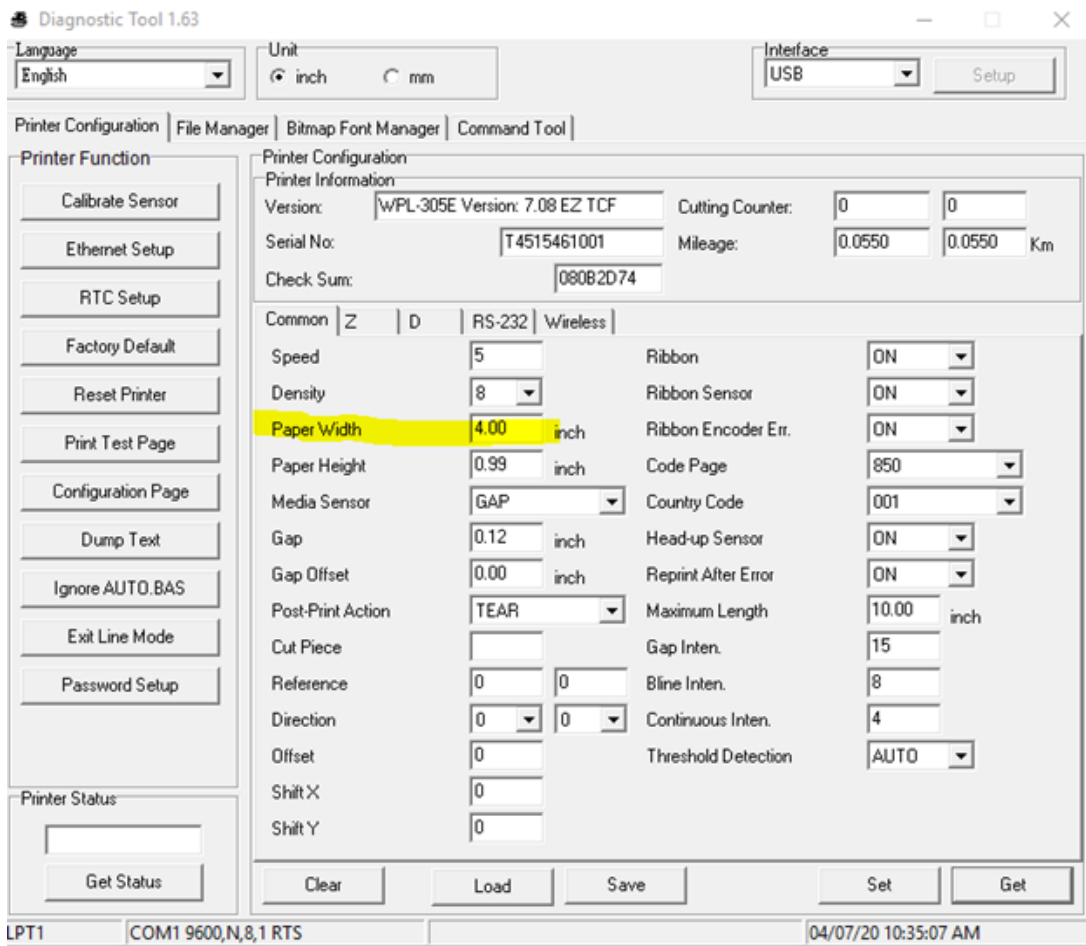 Diagnostic Tool 1.63
Language
English
Unit
inch
mm
Interface
USB
Setup
Printer Configuration
File Manager
Bitmap Font Manager
Command Tool
Printer Function
Calibrate Sensor
Ethernet Setup
RTC Setup
Factory Default
Reset Printer
Print Test Page
Configuration Page
Dump Text
Ignore AUTO.BAS
Exit Line Mode
Password Setup
Printer Status
Get Status
Printer Configuration
Printer Information
Version: WPL-305E Version: 7.08 EZ TCF
Cutting Counter: 0 0
Serial No: T4515461001
Mileage: 0.0550 0.0550 Km
Check Sum: 080B2D74
Common Z D RS-232 Wireless
Speed 5
Density 8
Paper Width 4.00 inch
Paper Height 0.99 inch
Media Sensor GAP
Gap 0.12 inch
Gap Offset 0.00 inch
Post-Print Action TEAR
Cut Piece
Reference 0 0
Direction 0 0
Offset 0
Shift X 0
Shift Y 0
Ribbon ON
Ribbon Sensor ON
Ribbon Encoder Err. ON
Code Page 850
Country Code 001
Head-up Sensor ON
Reprint After Error ON
Maximum Length 10.00 inch
Gap Inten. 15
Bline Inten. 8
Continuous Inten. 4
Threshold Detection AUTO
Clear Load Save Set Get
LPT1 COM1 9600,N,8,1 RTS 04/07/20 10:35:07 AM